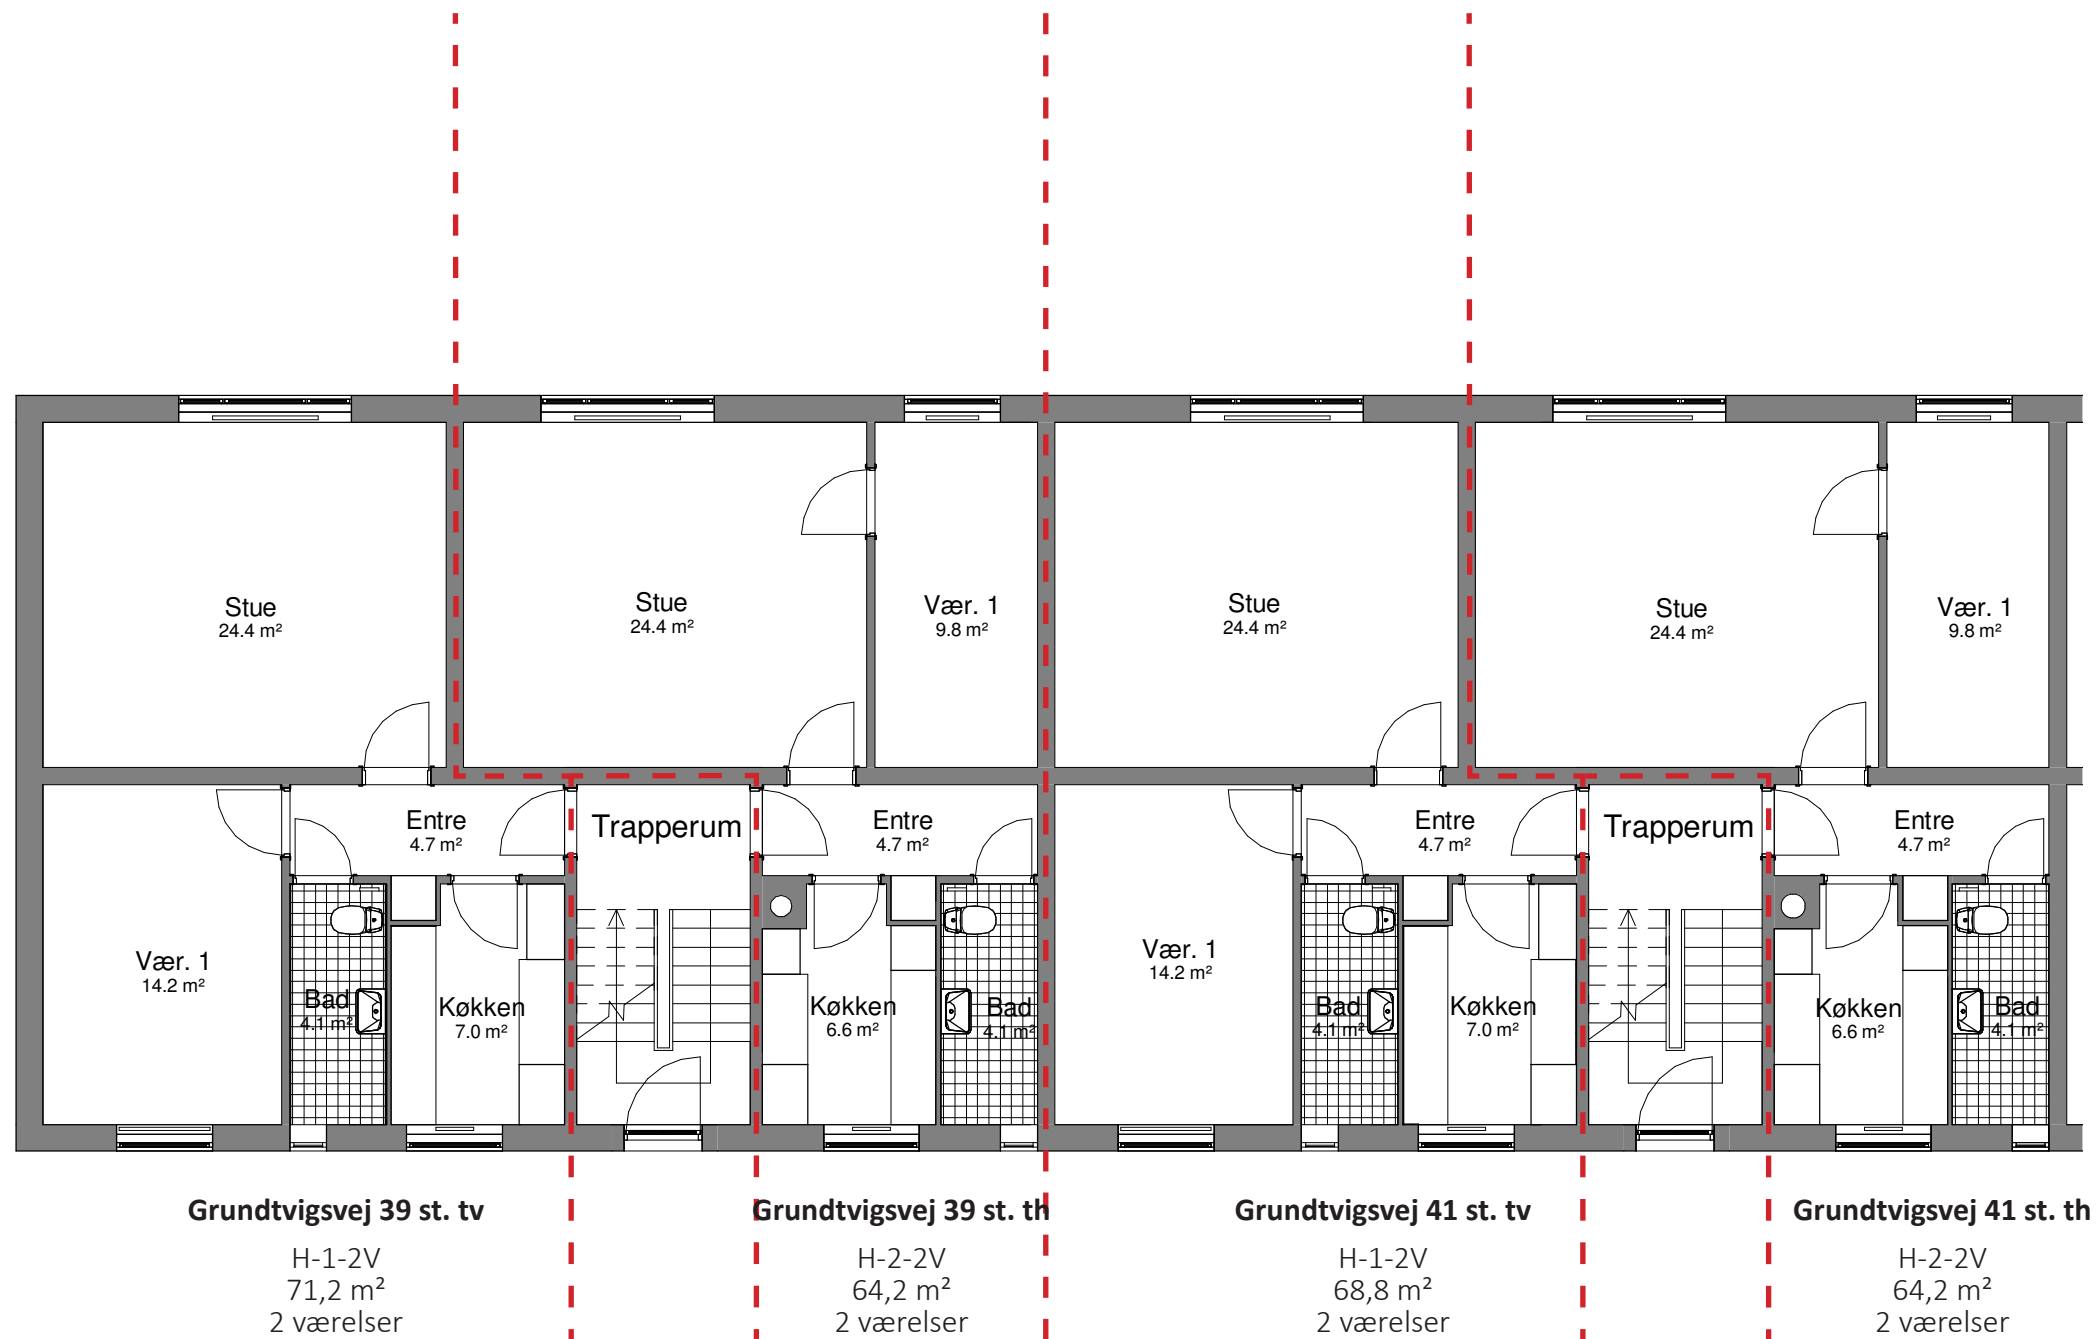 Stue
24.4 m²
Stue
24.4 m²
Vær. 1
9.8 m²
Stue
24.4 m²
Stue
24.4 m²
Vær. 1
9.8 m²
Entre
4.7 m²
Trapperum
Entre
4.7 m²
Entre
4.7 m²
Trapperum
Entre
4.7 m²
Vær. 1
14.2 m²
Bad
4.1 m²
Køkken
7.0 m²
Køkken
6.6 m²
Bad
4.1 m²
Vær. 1
14.2 m²
Bad
4.1 m²
Køkken
7.0 m²
Køkken
6.6 m²
Bad
4.1 m²
Grundtvigsvej 39 st. tv
H-1-2V
71,2 m²
2 værelser
Grundtvigsvej 39 st. th
H-2-2V
64,2 m²
2 værelser
Grundtvigsvej 41 st. tv
H-1-2V
68,8 m²
2 værelser
Grundtvigsvej 41 st. th
H-2-2V
64,2 m²
2 værelser